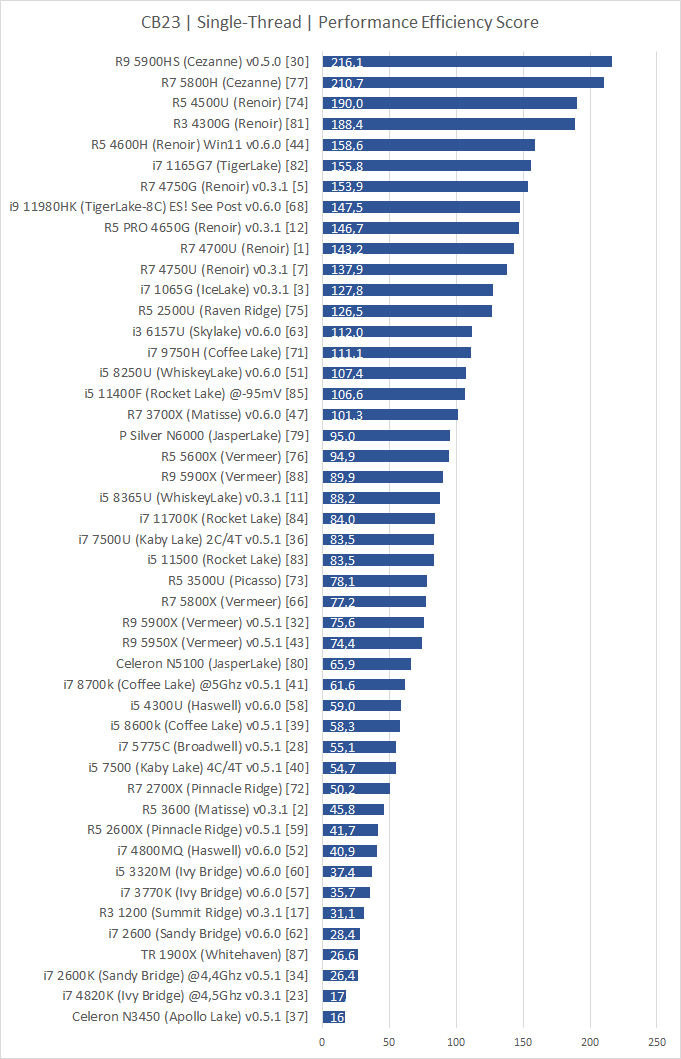 CB23 | Single-Thread | Performance Efficiency Score
R9 5900HS (Cezanne) v0.5.0 [30] 216,1
R7 5800H (Cezanne) [77] 210,7
R5 4500U (Renoir) [74] 190,0
R3 4300G (Renoir) [81] 188,4
R5 4600H (Renoir) Win11 v0.6.0 [44] 158,6
i7 1165G7 (TigerLake) [82] 155,8
R7 4750G (Renoir) v0.3.1 [5] 153,9
i9 11980HK (TigerLake-8C) ES! See Post v0.6.0 [68] 147,5
R5 PRO 4650G (Renoir) v0.3.1 [12] 146,7
R7 4700U (Renoir) [1] 143,2
R7 4750U (Renoir) v0.3.1 [7] 137,9
i7 1065G (IceLake) v0.3.1 [3] 127,8
R5 2500U (Raven Ridge) [75] 126,5
i3 6157U (Skylake) v0.6.0 [63] 112,0
i7 9750H (Coffee Lake) [71] 111,1
i5 8250U (WhiskeyLake) v0.6.0 [51] 107,4
i5 11400F (Rocket Lake) @-95mV [85] 106,6
R7 3700X (Matisse) v0.6.0 [47] 101,3
P Silver N6000 (JasperLake) [79] 95,0
R5 5600X (Vermeer) [76] 94,9
R9 5900X (Vermeer) [88] 89,9
i5 8365U (WhiskeyLake) v0.3.1 [11] 88,2
i7 11700K (Rocket Lake) [84] 84,0
i7 7500U (Kaby Lake) 2C/4T v0.5.1 [36] 83,5
i5 11500 (Rocket Lake) [83] 83,5
R5 3500U (Picasso) [73] 78,1
R7 5800X (Vermeer) [66] 77,2
R9 5900X (Vermeer) v0.5.1 [32] 75,6
R9 5950X (Vermeer) v0.5.1 [43] 74,4
Celeron N5100 (JasperLake) [80] 65,9
i7 8700k (Coffee Lake) @5Ghz v0.5.1 [41] 61,6
i5 4300U (Haswell) v0.6.0 [58] 59,0
i5 8600k (Coffee Lake) v0.5.1 [39] 58,3
i7 5775C (Broadwell) v0.5.1 [28] 55,1
i5 7500 (Kaby Lake) 4C/4T v0.5.1 [40] 54,7
R7 2700X (Pinnacle Ridge) [72] 50,2
R5 3600 (Matisse) v0.3.1 [2] 45,8
R5 2600X (Pinnacle Ridge) v0.5.1 [59] 41,7
i7 4800MQ (Haswell) v0.6.0 [52] 40,9
i5 3320M (Ivy Bridge) v0.6.0 [60] 37,4
i7 3770K (Ivy Bridge) v0.6.0 [57] 35,7
R3 1200 (Summit Ridge) v0.3.1 [17] 31,1
i7 2600 (Sandy Bridge) v0.6.0 [62] 28,4
TR 1900X (Whitehaven) [87] 26,6
i7 2600K (Sandy Bridge) @4,4Ghz v0.5.1 [34] 26,4
i7 4820K (Ivy Bridge) @4,5Ghz v0.3.1 [23] 17
Celeron N3450 (Apollo Lake) v0.5.1 [37] 16
0 50 100 150 200 250